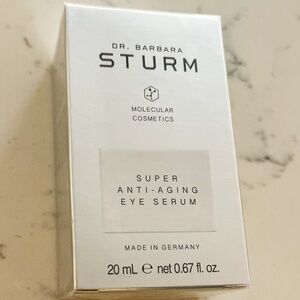 DR. BARBARA
STURM
MOLECULAR
COSMETICS
SUPER
ANTI-AGING
EYE SERUM
MADE IN GERMANY
20 mL ℮ net 0.67 fl. oz.